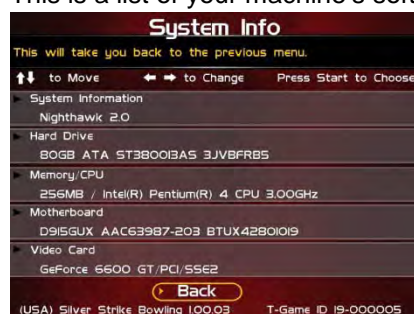 System Info
This will take you back to the previous menu.
to Move to Change Press Start to Choose
System Information
Nighthawk 2.0
Hard Drive
80GB ATA ST380013AS 3JVBFRB5
Memory/CPU
256MB / Intel(R) Pentium(R) 4 CPU 3.00GHz
Motherboard
D915GUX AAC63987-203 BTUX42801019
Video Card
GeForce 6600 GT/PCI/SSE2
Back
(USA) Silver Strike Bowling 1.00.03 T-Game ID 19-000005